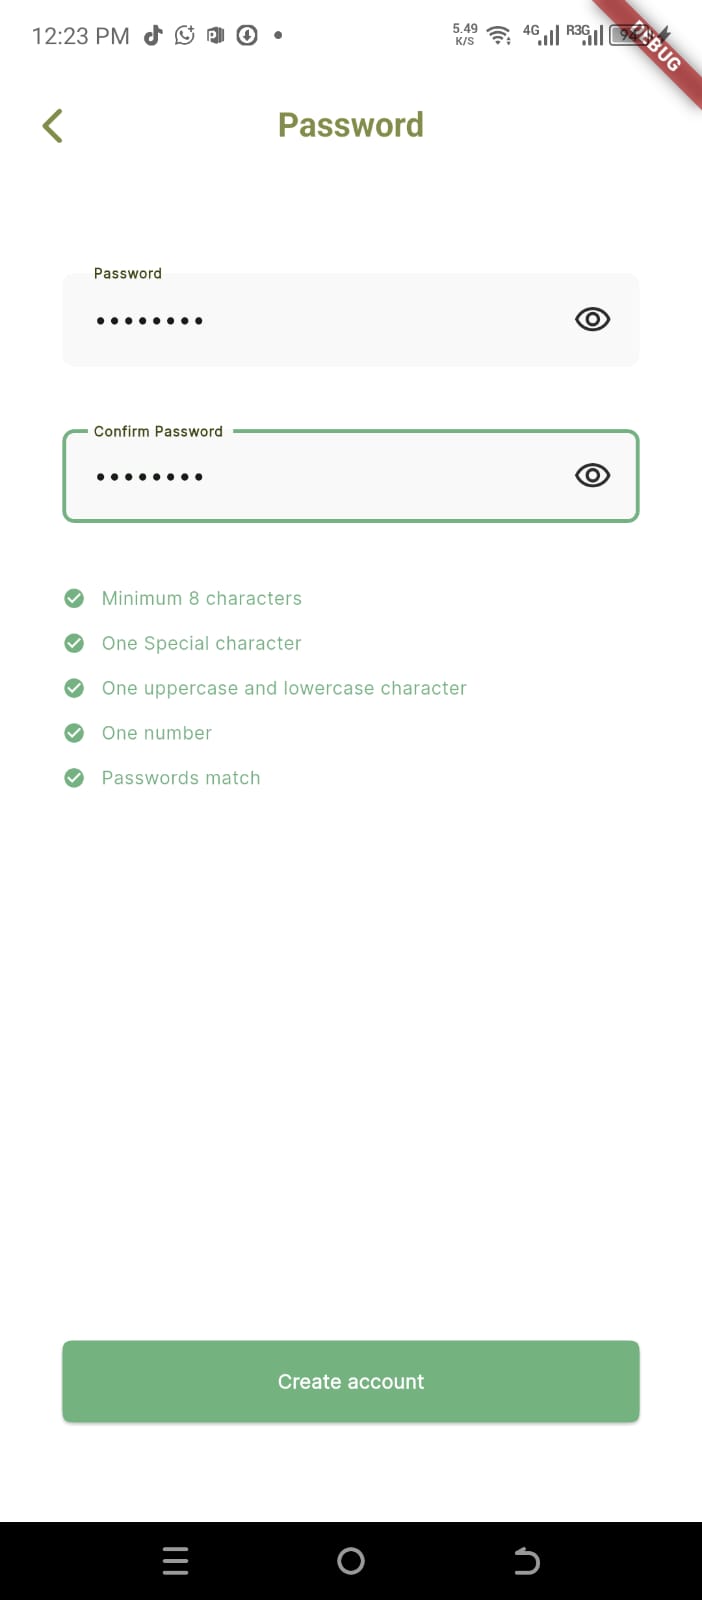 12:23 PM
5.49
K/S
4G
R3G
DEBUG
Password
Password
••••••••
Confirm Password
••••••••
Minimum 8 characters
One Special character
One uppercase and lowercase character
One number
Passwords match
Create account